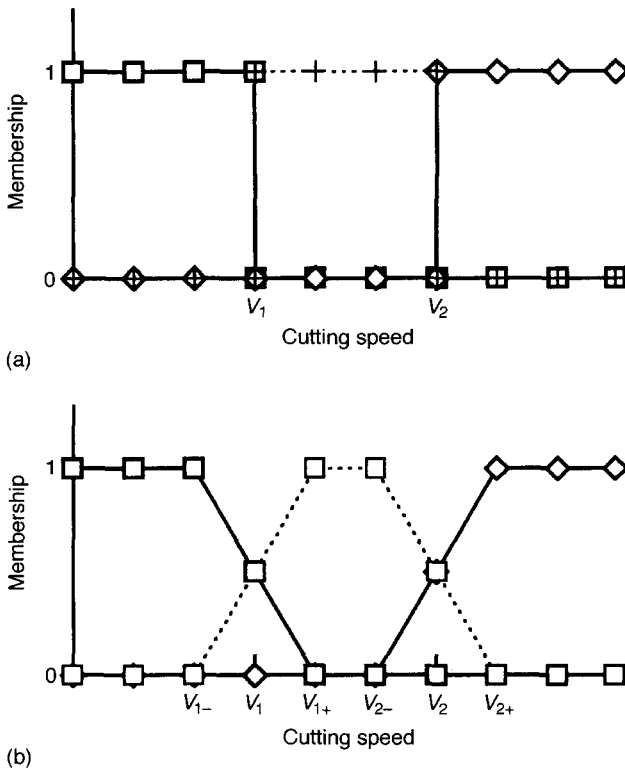 Membership
1
0
V₁ V₂
Cutting speed
(a)
Membership
1
0
V₁₋ V₁ V₁₊ V₂₋ V₂ V₂₊
Cutting speed
(b)